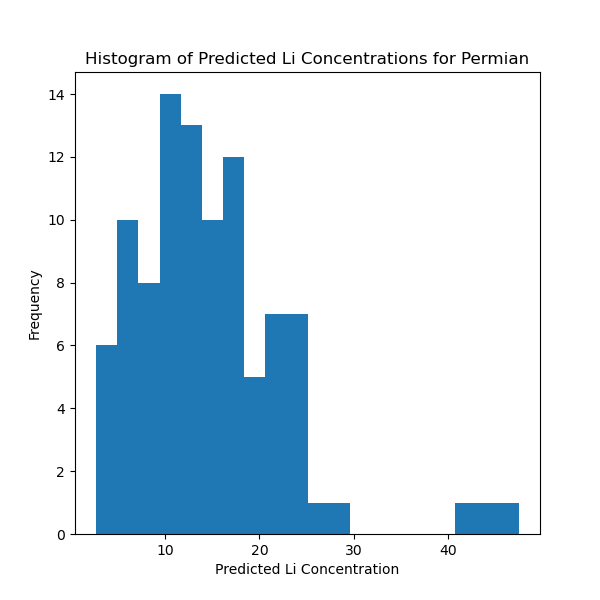 Histogram of Predicted Li Concentrations for Permian
14
12
10
8
6
4
2
0
Frequency
10 20 30 40
Predicted Li Concentration